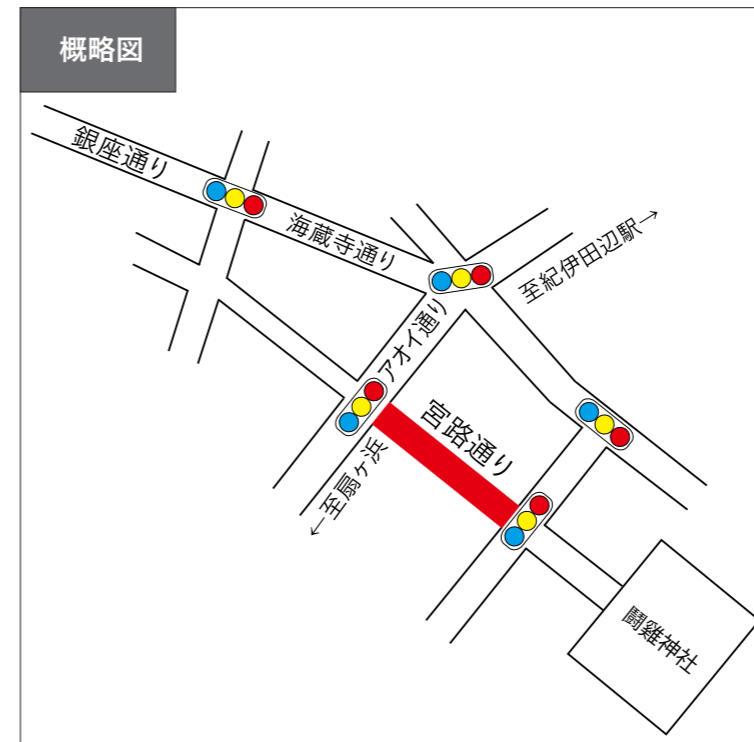 概略図
銀座通り
海蔵寺通り
至紀伊田辺駅→
アオイ通り
宮路通り
←至扇ヶ浜
鬪雞神社